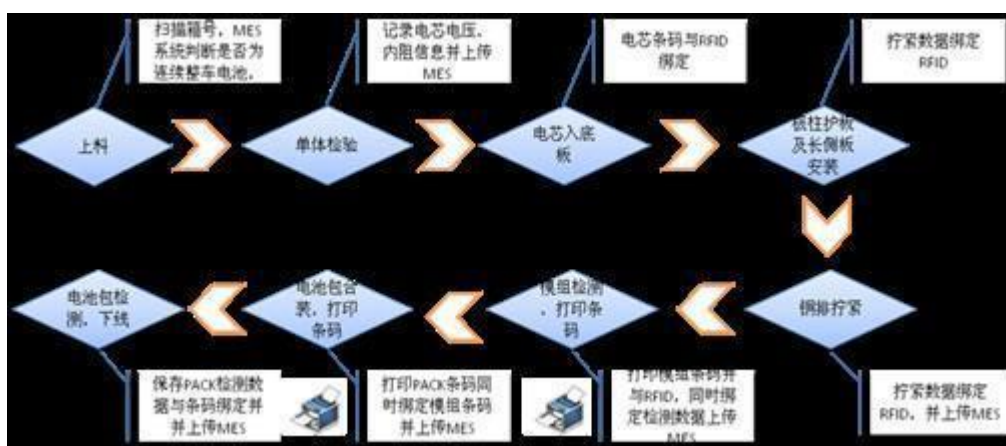 扫描箱号，MES
系统判断是否为
连续整车电池。
记录电芯电压，
内阻信息并上传
MES
电芯条码与RFID
绑定
拧紧数据绑定
RFID
上料
单体检验
电芯入底
板
极柱护板
及长侧板
安装
电池包检
测，下线
电池包合
装，打印
条码
模组检测
，打印条
码
铜排拧紧
保存PACK检测数
据与条码绑定并
并上传MES
打印PACK条码同
时绑定模组条码
并上传MES
打印模组条码并
与RFID，同时绑
定检测数据上传
MES
拧紧数据绑定
RFID，并上传MES